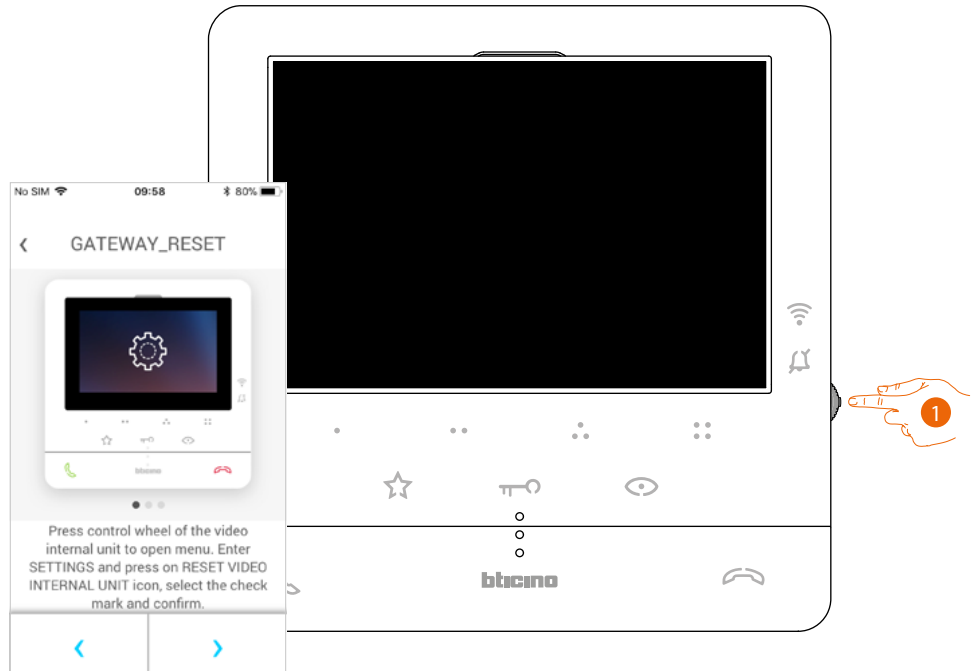 No SIM 09:58 80%
GATEWAY_RESET
bticino
Press control wheel of the video
internal unit to open menu. Enter
SETTINGS and press on RESET VIDEO
INTERNAL UNIT icon, select the check
mark and confirm.
1
bticino